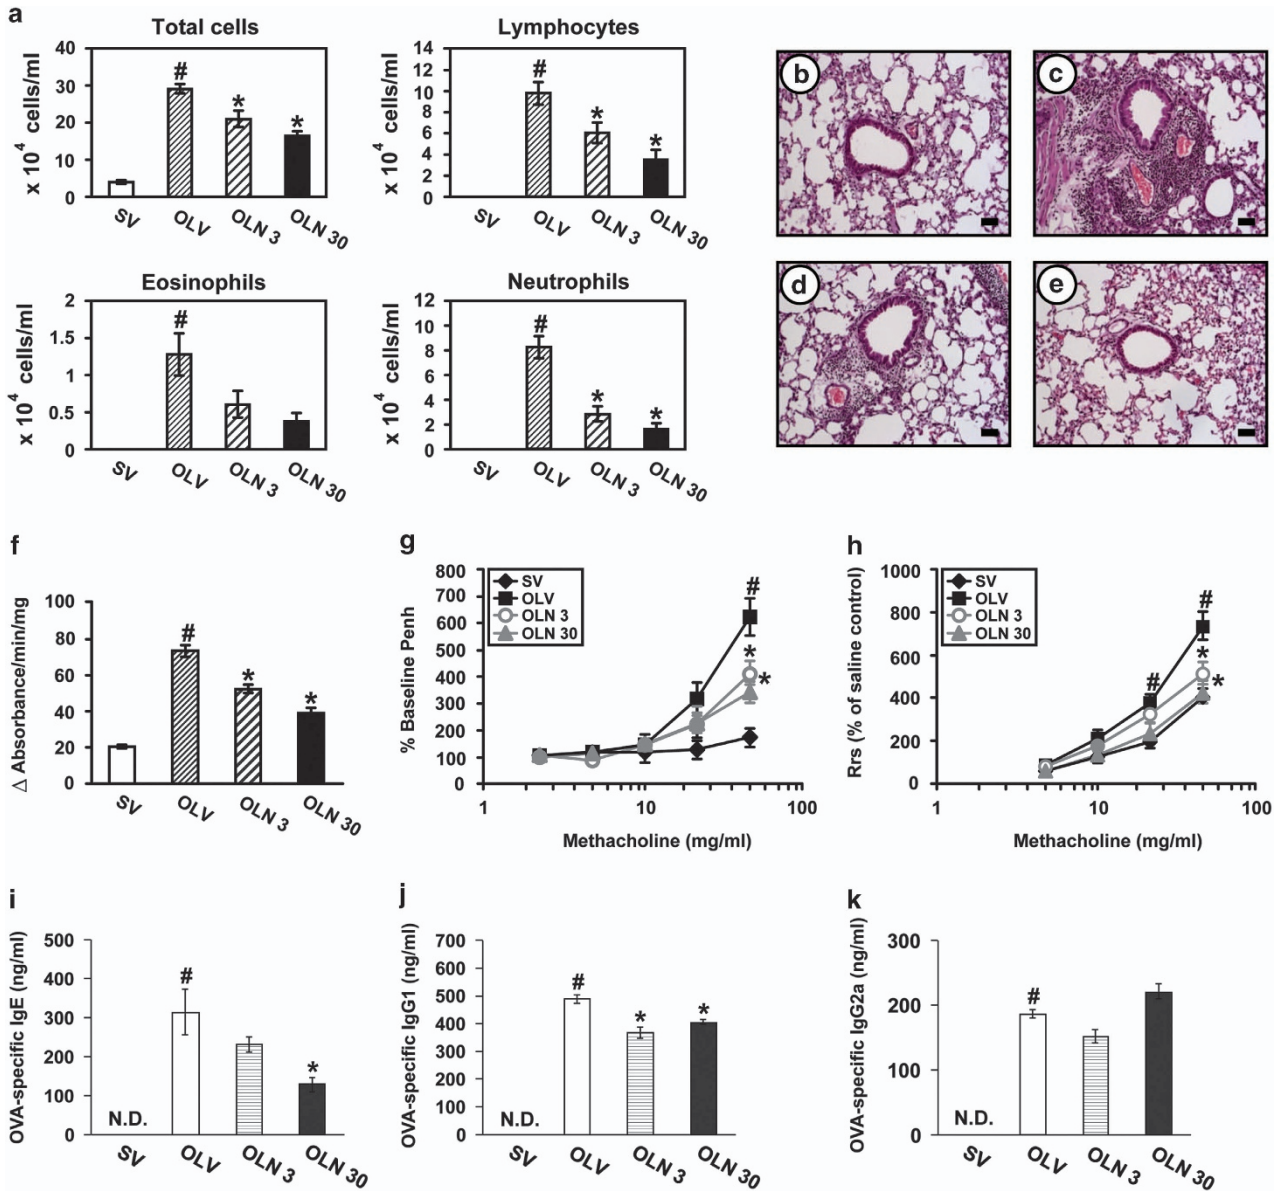 a
Total cells
x 10⁴ cells/ml
40
30
20
10
0
#
*
*
SV
OLV
OLN 3
OLN 30
Lymphocytes
x 10⁴ cells/ml
14
12
10
8
6
4
2
0
#
*
*
SV
OLV
OLN 3
OLN 30
Eosinophils
x 10⁴ cells/ml
2
1.5
1
0.5
0
#
SV
OLV
OLN 3
OLN 30
Neutrophils
x 10⁴ cells/ml
12
10
8
6
4
2
0
#
*
*
SV
OLV
OLN 3
OLN 30
b
c
d
e
f
△ Absorbance/min/mg
100
80
60
40
20
0
#
*
*
SV
OLV
OLN 3
OLN 30
g
% Baseline Penh
800
700
600
500
400
300
200
100
0
SV
OLV
OLN 3
OLN 30
#
*
*
1
10
100
Methacholine (mg/ml)
h
Rrs (% of saline control)
1000
800
600
400
200
0
SV
OLV
OLN 3
OLN 30
#
#
*
*
1
10
100
Methacholine (mg/ml)
i
OVA-specific IgE (ng/ml)
500
400
300
200
100
0
N.D.
#
*
SV
OLV
OLN 3
OLN 30
j
OVA-specific IgG1 (ng/ml)
700
600
500
400
300
200
100
0
N.D.
#
*
*
SV
OLV
OLN 3
OLN 30
k
OVA-specific IgG2a (ng/ml)
300
200
100
0
N.D.
#
SV
OLV
OLN 3
OLN 30